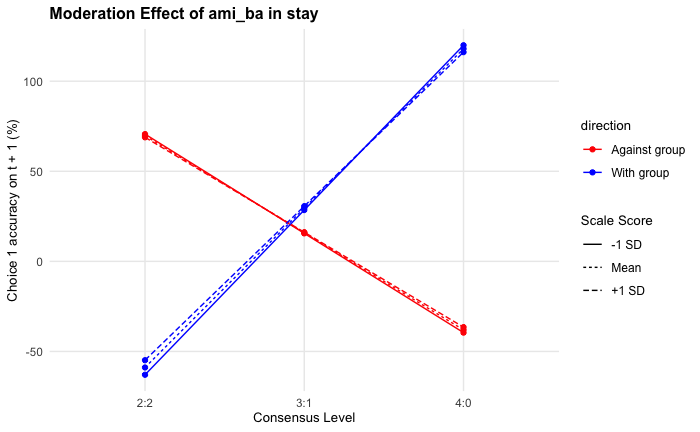 Moderation Effect of ami_ba in stay
Choice 1 accuracy on t + 1 (%)
100
50
0
-50
2:2
3:1
4:0
Consensus Level
direction
Against group
With group
Scale Score
-1 SD
Mean
+1 SD